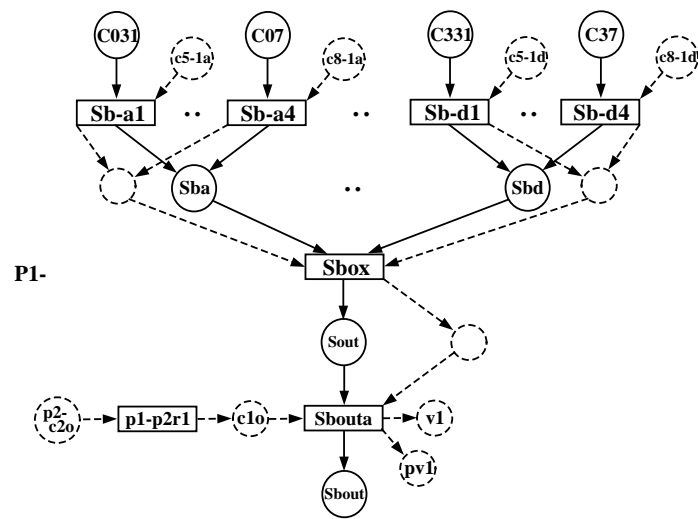 C031 C07 C331 C37
c5-1a c8-1a c5-1d c8-1d
Sb-a1 .. Sb-a4 .. Sb-d1 .. Sb-d4
Sba .. Sbd
P1- Sbox
Sout
p2-
c2o p1-p2r1 c1o Sbouta v1
pv1
Sbout